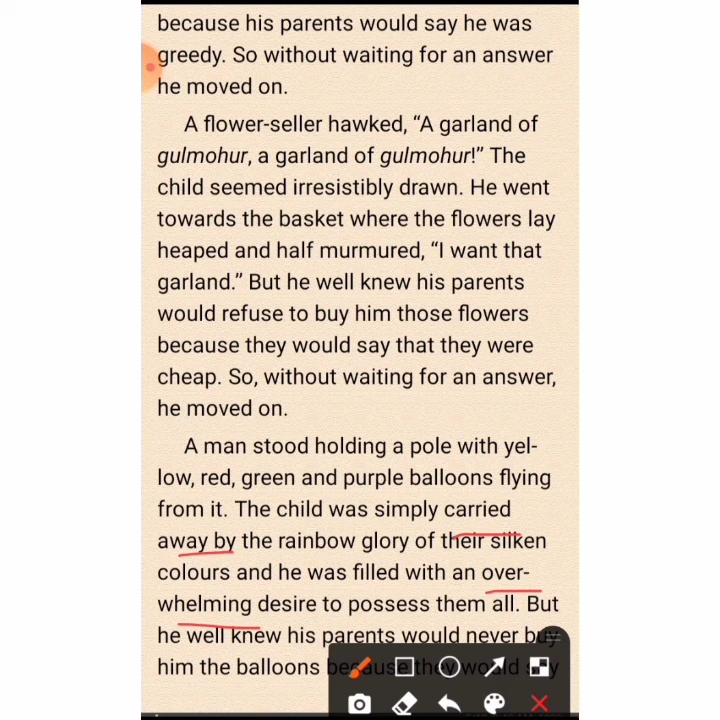 because his parents would say he was
greedy. So without waiting for an answer
he moved on.
A flower-seller hawked, “A garland of
gulmohur, a garland of gulmohur!” The
child seemed irresistibly drawn. He went
towards the basket where the flowers lay
heaped and half murmured, “I want that
garland.” But he well knew his parents
would refuse to buy him those flowers
because they would say that they were
cheap. So, without waiting for an answer,
he moved on.
A man stood holding a pole with yel-
low, red, green and purple balloons flying
from it. The child was simply carried
away by the rainbow glory of their silken
colours and he was filled with an over-
whelming desire to possess them all. But
he well knew his parents would never buy
him the balloons because they would say